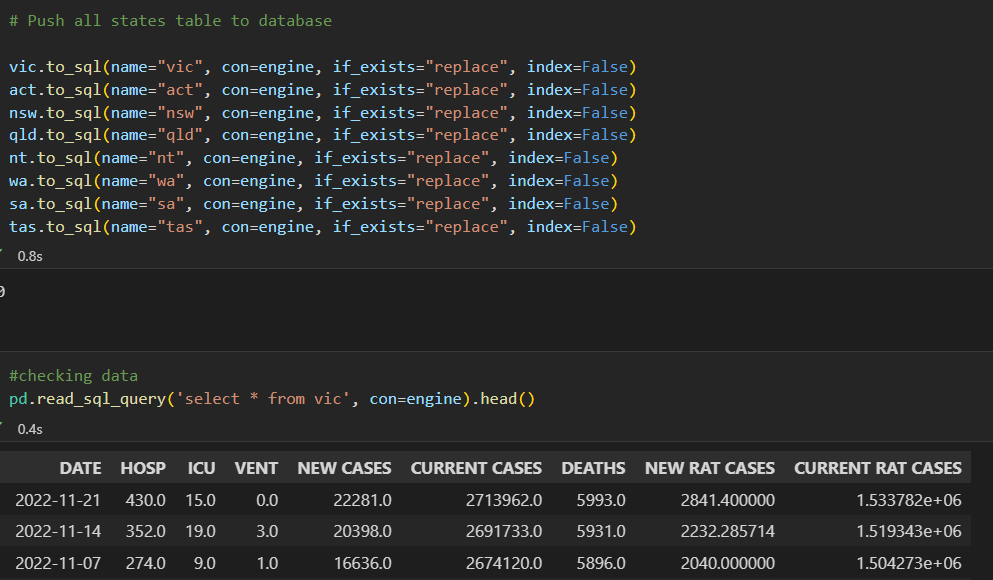 # Push all states table to database
vic.to_sql(name="vic", con=engine, if_exists="replace", index=False)
act.to_sql(name="act", con=engine, if_exists="replace", index=False)
nsw.to_sql(name="nsw", con=engine, if_exists="replace", index=False)
qld.to_sql(name="qld", con=engine, if_exists="replace", index=False)
nt.to_sql(name="nt", con=engine, if_exists="replace", index=False)
wa.to_sql(name="wa", con=engine, if_exists="replace", index=False)
sa.to_sql(name="sa", con=engine, if_exists="replace", index=False)
tas.to_sql(name="tas", con=engine, if_exists="replace", index=False)
0.8s
0
#checking data
pd.read_sql_query('select * from vic', con=engine).head()
0.4s
DATE HOSP ICU VENT NEW CASES CURRENT CASES DEATHS NEW RAT CASES CURRENT RAT CASES
2022-11-21 430.0 15.0 0.0 22281.0 2713962.0 5993.0 2841.400000 1.533782e+06
2022-11-14 352.0 19.0 3.0 20398.0 2691733.0 5931.0 2232.285714 1.519343e+06
2022-11-07 274.0 9.0 1.0 16636.0 2674120.0 5896.0 2040.000000 1.504273e+06